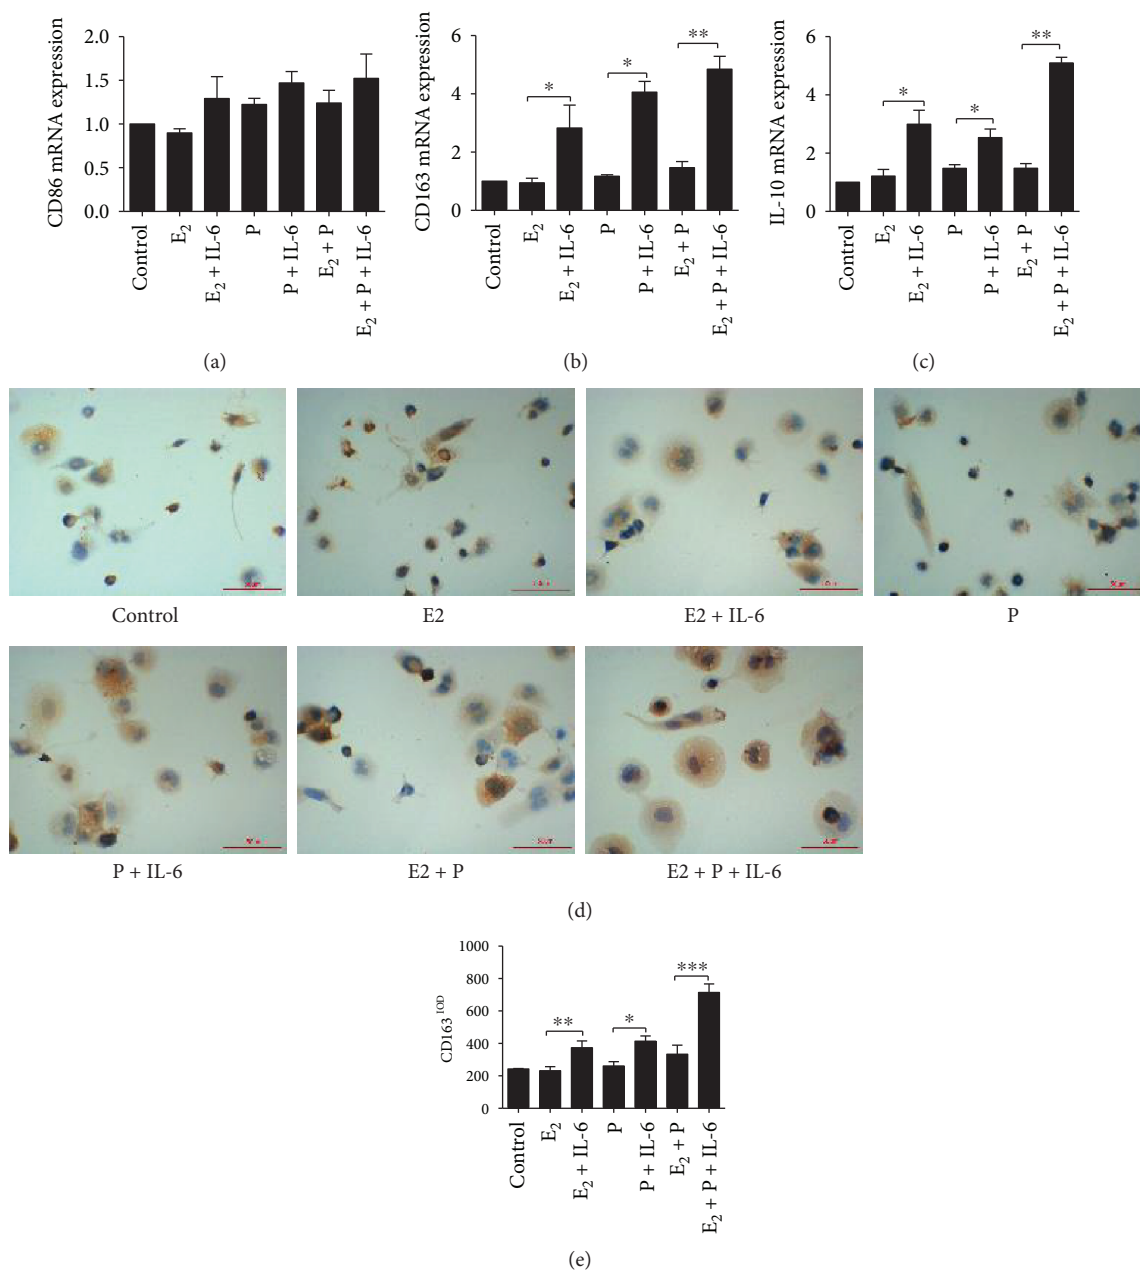 CD86 mRNA expression
2.0
1.5
1.0
0.5
0.0
Control
E2
E2 + IL-6
P
P + IL-6
E2 + P
E2 + P + IL-6
(a)
CD163 mRNA expression
6
4
2
0
*
*
**
Control
E2
E2 + IL-6
P
P + IL-6
E2 + P
E2 + P + IL-6
(b)
IL-10 mRNA expression
6
4
2
0
*
*
**
Control
E2
E2 + IL-6
P
P + IL-6
E2 + P
E2 + P + IL-6
(c)
Control
E2
E2 + IL-6
P
P + IL-6
E2 + P
E2 + P + IL-6
(d)
CD163 IOD
1000
800
600
400
200
0
**
*
***
Control
E2
E2 + IL-6
P
P + IL-6
E2 + P
E2 + P + IL-6
(e)